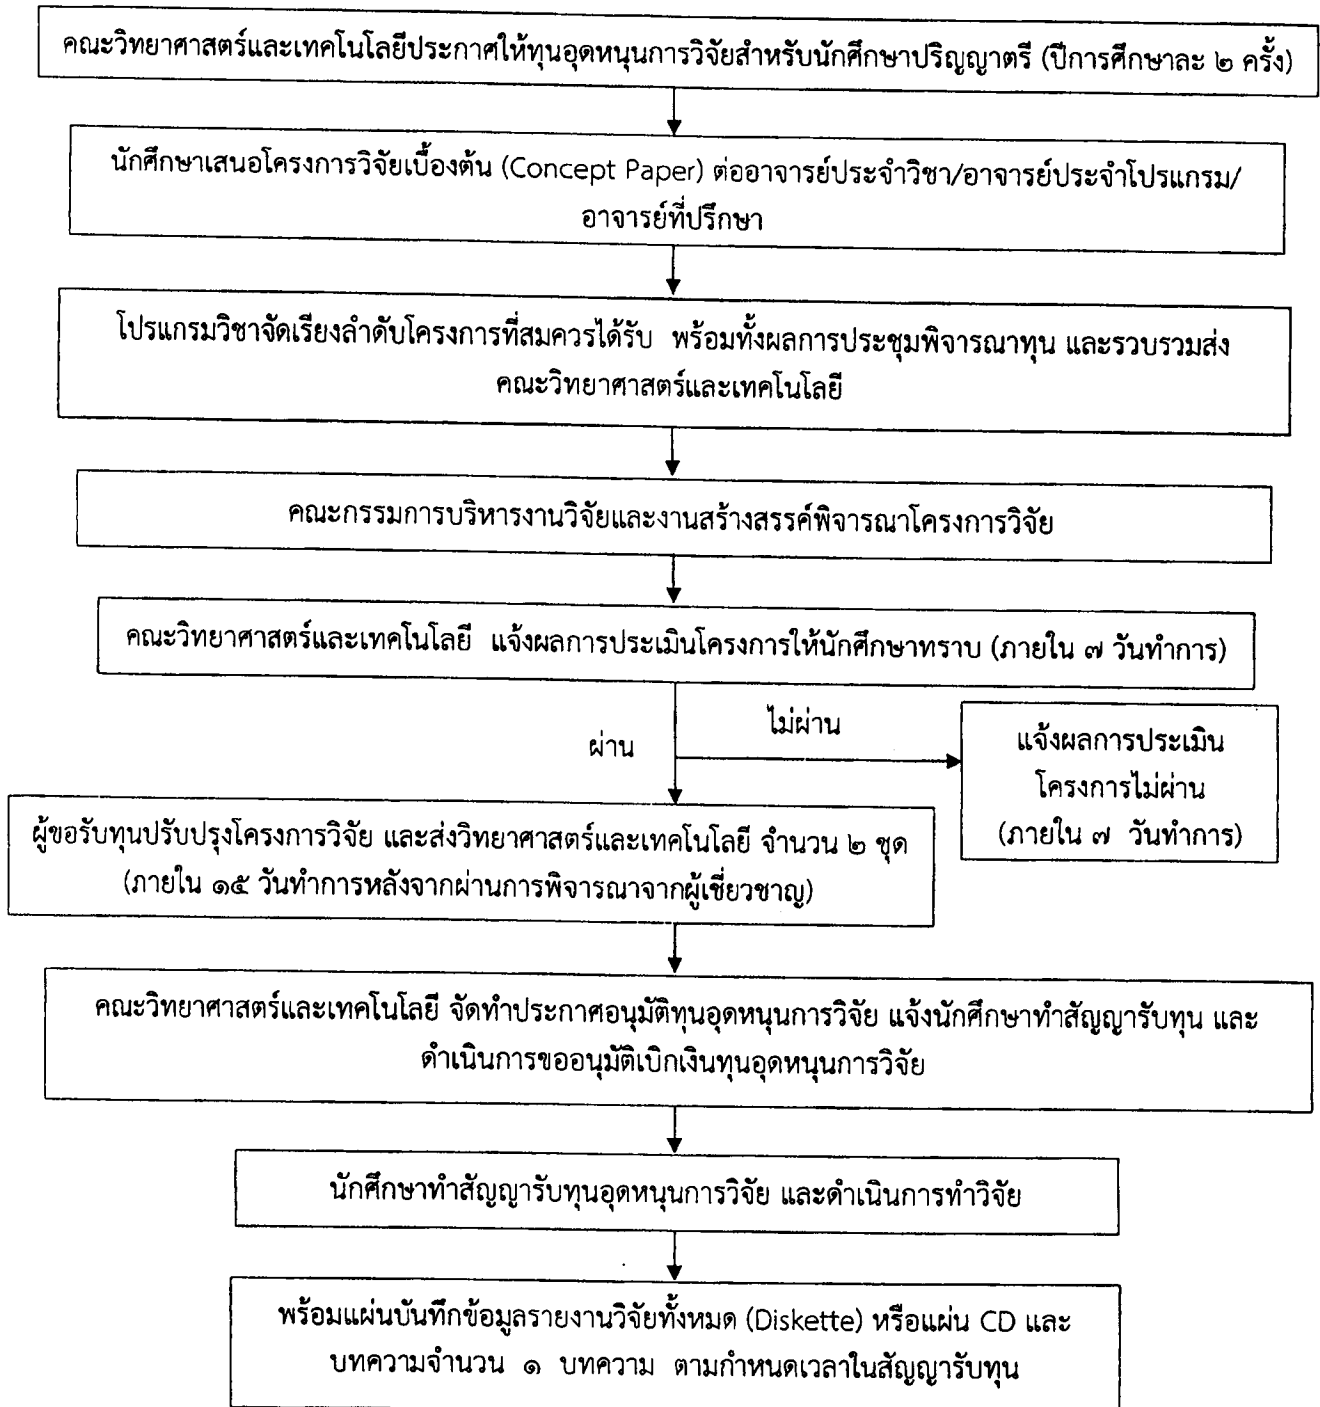 คณะวิทยาศาสตร์และเทคโนโลยีประกาศให้ทุนอุดหนุนการวิจัยสำหรับนักศึกษาปริญญาตรี (ปีการศึกษาละ ๒ ครั้ง)
นักศึกษาเสนอโครงการวิจัยเบื้องต้น (Concept Paper) ต่ออาจารย์ประจำวิชา/อาจารย์ประจำโปรแกรม/
อาจารย์ที่ปรึกษา
โปรแกรมวิชาจัดเรียงลำดับโครงการที่สมควรได้รับ พร้อมทั้งผลการประชุมพิจารณาทุน และรวบรวมส่ง
คณะวิทยาศาสตร์และเทคโนโลยี
คณะกรรมการบริหารงานวิจัยและงานสร้างสรรค์พิจารณาโครงการวิจัย
คณะวิทยาศาสตร์และเทคโนโลยี แจ้งผลการประเมินโครงการให้นักศึกษาทราบ (ภายใน ๗ วันทำการ)
ผ่าน
ไม่ผ่าน
แจ้งผลการประเมิน
โครงการไม่ผ่าน
(ภายใน ๗ วันทำการ)
ผู้ขอรับทุนปรับปรุงโครงการวิจัย และส่งวิทยาศาสตร์และเทคโนโลยี จำนวน ๒ ชุด
(ภายใน ๑๕ วันทำการหลังจากผ่านการพิจารณาจากผู้เชี่ยวชาญ)
คณะวิทยาศาสตร์และเทคโนโลยี จัดทำประกาศอนุมัติทุนอุดหนุนการวิจัย แจ้งนักศึกษาทำสัญญารับทุน และ
ดำเนินการขออนุมัติเบิกเงินทุนอุดหนุนการวิจัย
นักศึกษาทำสัญญารับทุนอุดหนุนการวิจัย และดำเนินการทำวิจัย
พร้อมแผ่นบันทึกข้อมูลรายงานวิจัยทั้งหมด (Diskette) หรือแผ่น CD และ
บทความจำนวน ๑ บทความ ตามกำหนดเวลาในสัญญารับทุน